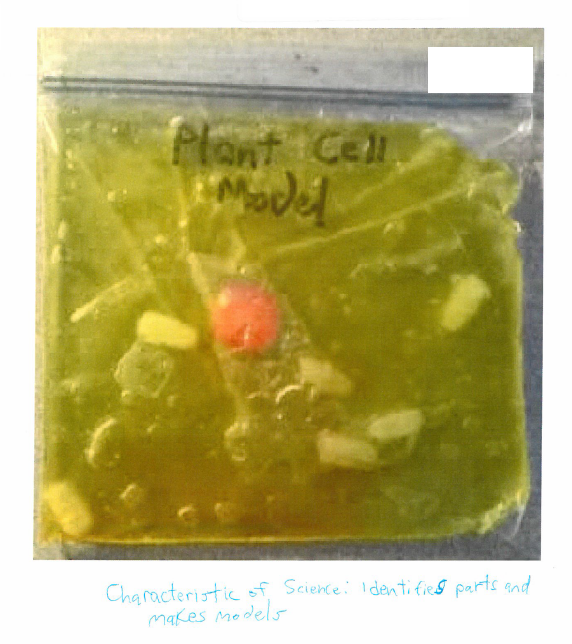 Plant Cell
Model
Characteristic of Science: Identifies parts and
makes models